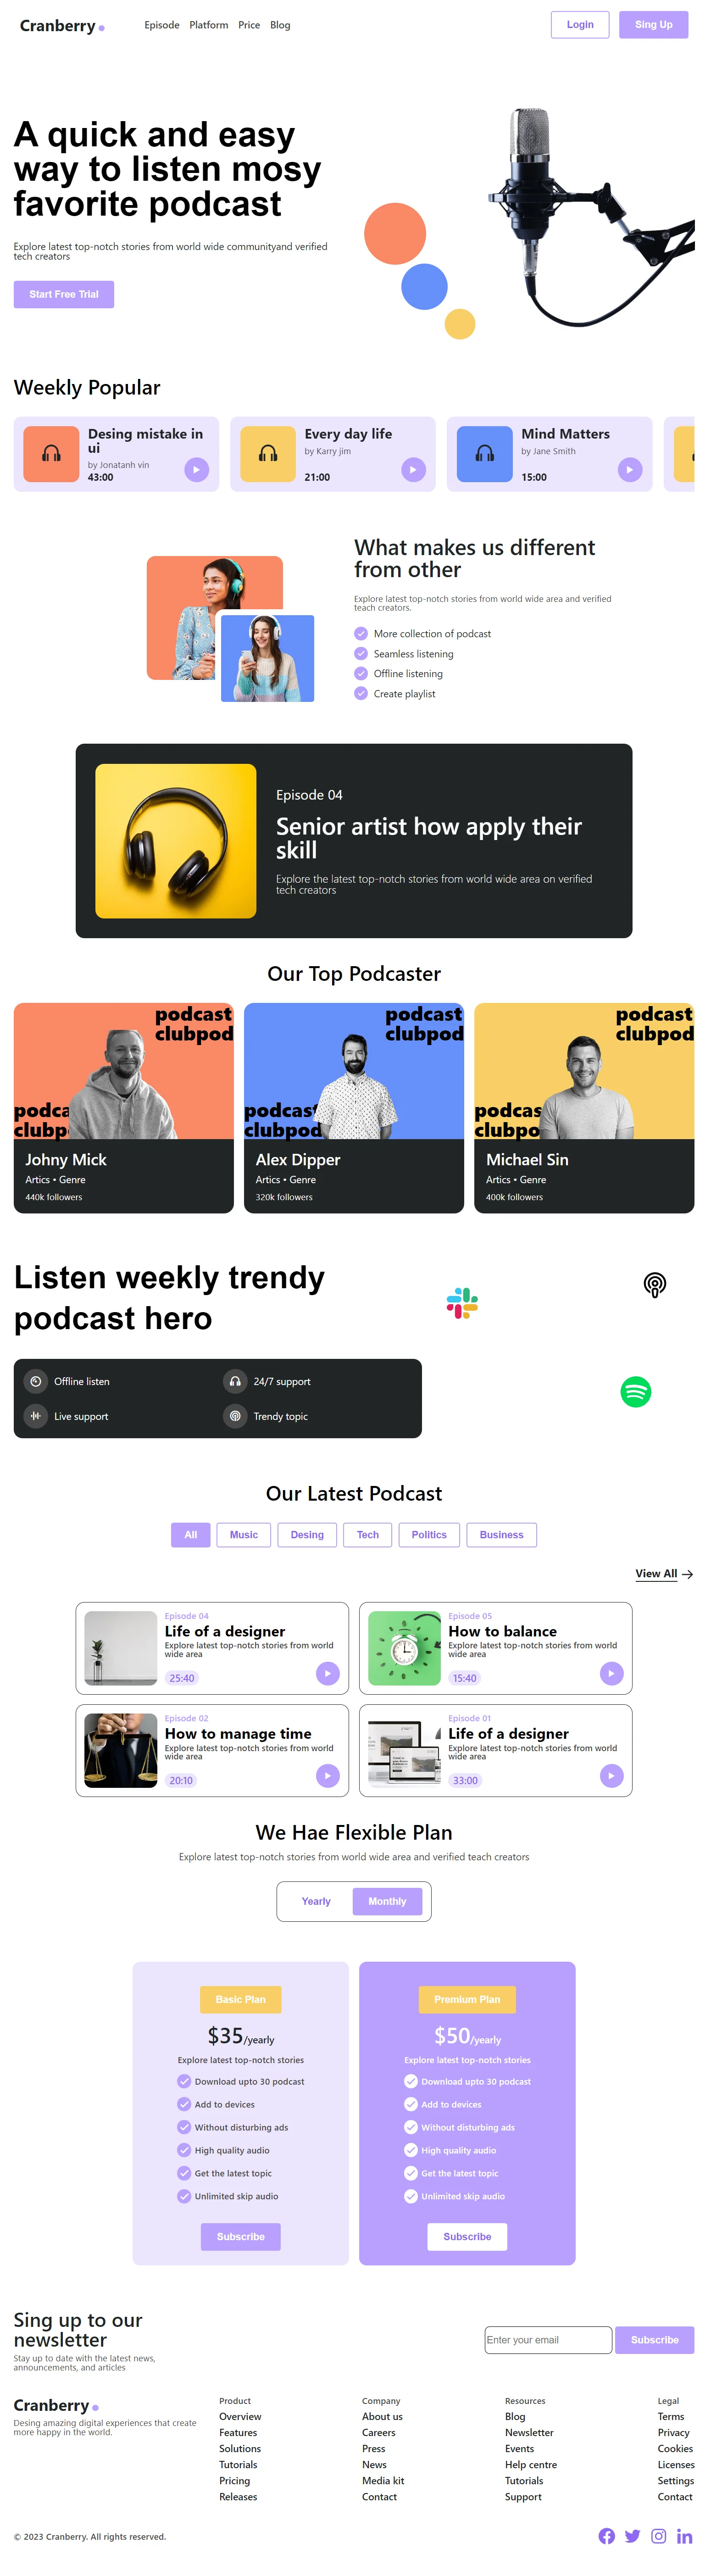 Cranberry
Episode Platform Price Blog
Login
Sing Up
A quick and easy
way to listen mosy
favorite podcast
Explore latest top-notch stories from world wide communityand verified
tech creators
Start Free Trial
Weekly Popular
Desing mistake in
ui
by Jonatanh vin
43:00
Every day life
by Karry jim
21:00
Mind Matters
by Jane Smith
15:00
What makes us different
from other
Explore latest top-notch stories from world wide area and verified
teach creators.
More collection of podcast
Seamless listening
Offline listening
Create playlist
Episode 04
Senior artist how apply their
skill
Explore the latest top-notch stories from world wide area on verified
tech creators
Our Top Podcaster
podcast
clubpod
podca
clubp
Johny Mick
Artics • Genre
440k followers
podcast
clubpod
podcast
clubpod
Alex Dipper
Artics • Genre
320k followers
podcast
clubpod
podcas
clubpo
Michael Sin
Artics • Genre
400k followers
Listen weekly trendy
podcast hero
Offline listen
24/7 support
Live support
Trendy topic
Our Latest Podcast
All
Music
Desing
Tech
Politics
Business
View All
Episode 04
Life of a designer
Explore latest top-notch stories from world
wide area
25:40
Episode 05
How to balance
Explore latest top-notch stories from world
wide area
15:40
Episode 02
How to manage time
Explore latest top-notch stories from world
wide area
20:10
Episode 01
Life of a designer
Explore latest top-notch stories from world
wide area
33:00
We Hae Flexible Plan
Explore latest top-notch stories from world wide area and verified teach creators
Yearly
Monthly
Basic Plan
$35/yearly
Explore latest top-notch stories
Download upto 30 podcast
Add to devices
Without disturbing ads
High quality audio
Get the latest topic
Unlimited skip audio
Subscribe
Premium Plan
$50/yearly
Explore latest top-notch stories
Download upto 30 podcast
Add to devices
Without disturbing ads
High quality audio
Get the latest topic
Unlimited skip audio
Subscribe
Sing up to our
newsletter
Stay up to date with the latest news,
announcements, and articles
Enter your email
Subscribe
Cranberry
Desing amazing digital experiences that create
more happy in the world.
Product
Overview
Features
Solutions
Tutorials
Pricing
Releases
Company
About us
Careers
Press
News
Media kit
Contact
Resources
Blog
Newsletter
Events
Help centre
Tutorials
Support
Legal
Terms
Privacy
Cookies
Licenses
Settings
Contact
© 2023 Cranberry. All rights reserved.